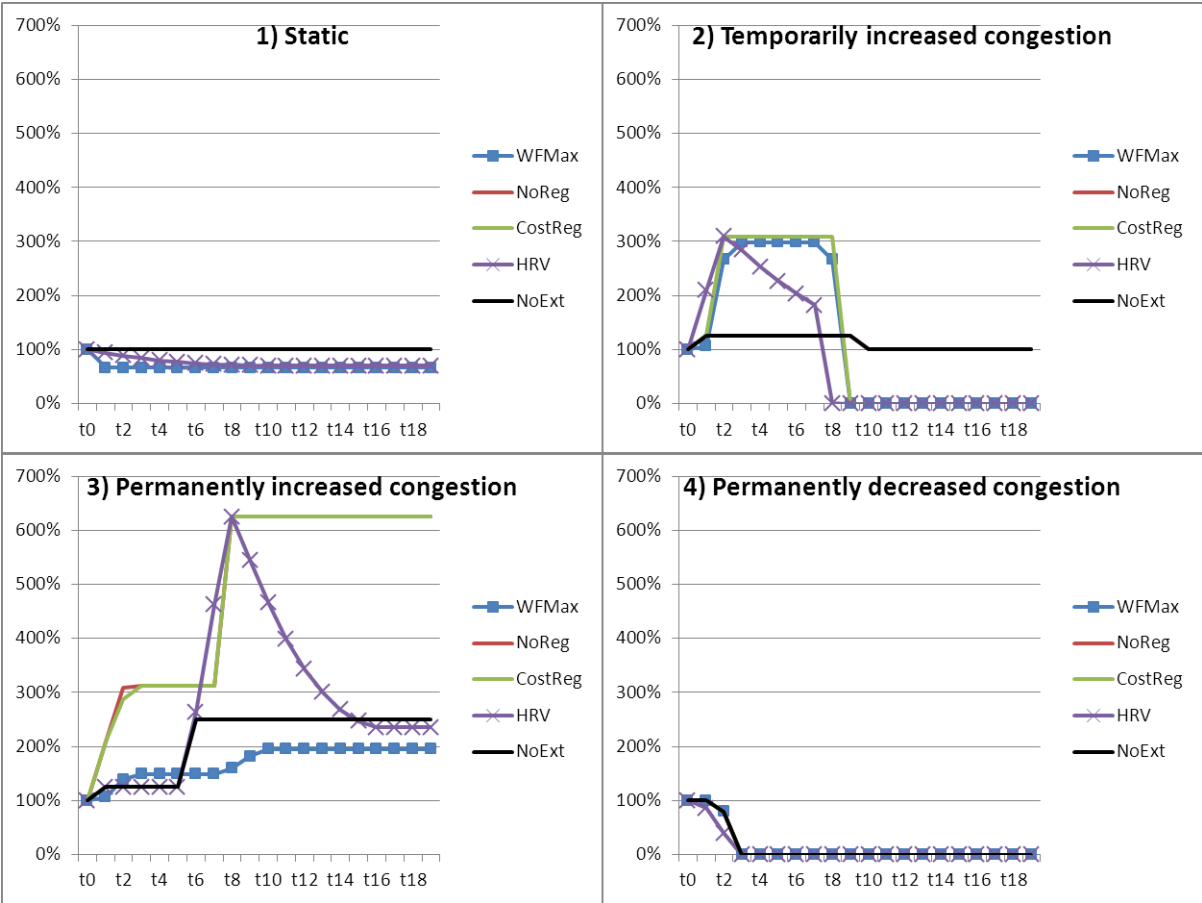 1) Static
700%
600%
500%
400%
300%
200%
100%
0%
t0 t2 t4 t6 t8 t10 t12 t14 t16 t18
WFMax
NoReg
CostReg
HRV
NoExt
2) Temporarily increased congestion
700%
600%
500%
400%
300%
200%
100%
0%
t0 t2 t4 t6 t8 t10 t12 t14 t16 t18
WFMax
NoReg
CostReg
HRV
NoExt
3) Permanently increased congestion
700%
600%
500%
400%
300%
200%
100%
0%
t0 t2 t4 t6 t8 t10 t12 t14 t16 t18
WFMax
NoReg
CostReg
HRV
NoExt
4) Permanently decreased congestion
700%
600%
500%
400%
300%
200%
100%
0%
t0 t2 t4 t6 t8 t10 t12 t14 t16 t18
WFMax
NoReg
CostReg
HRV
NoExt